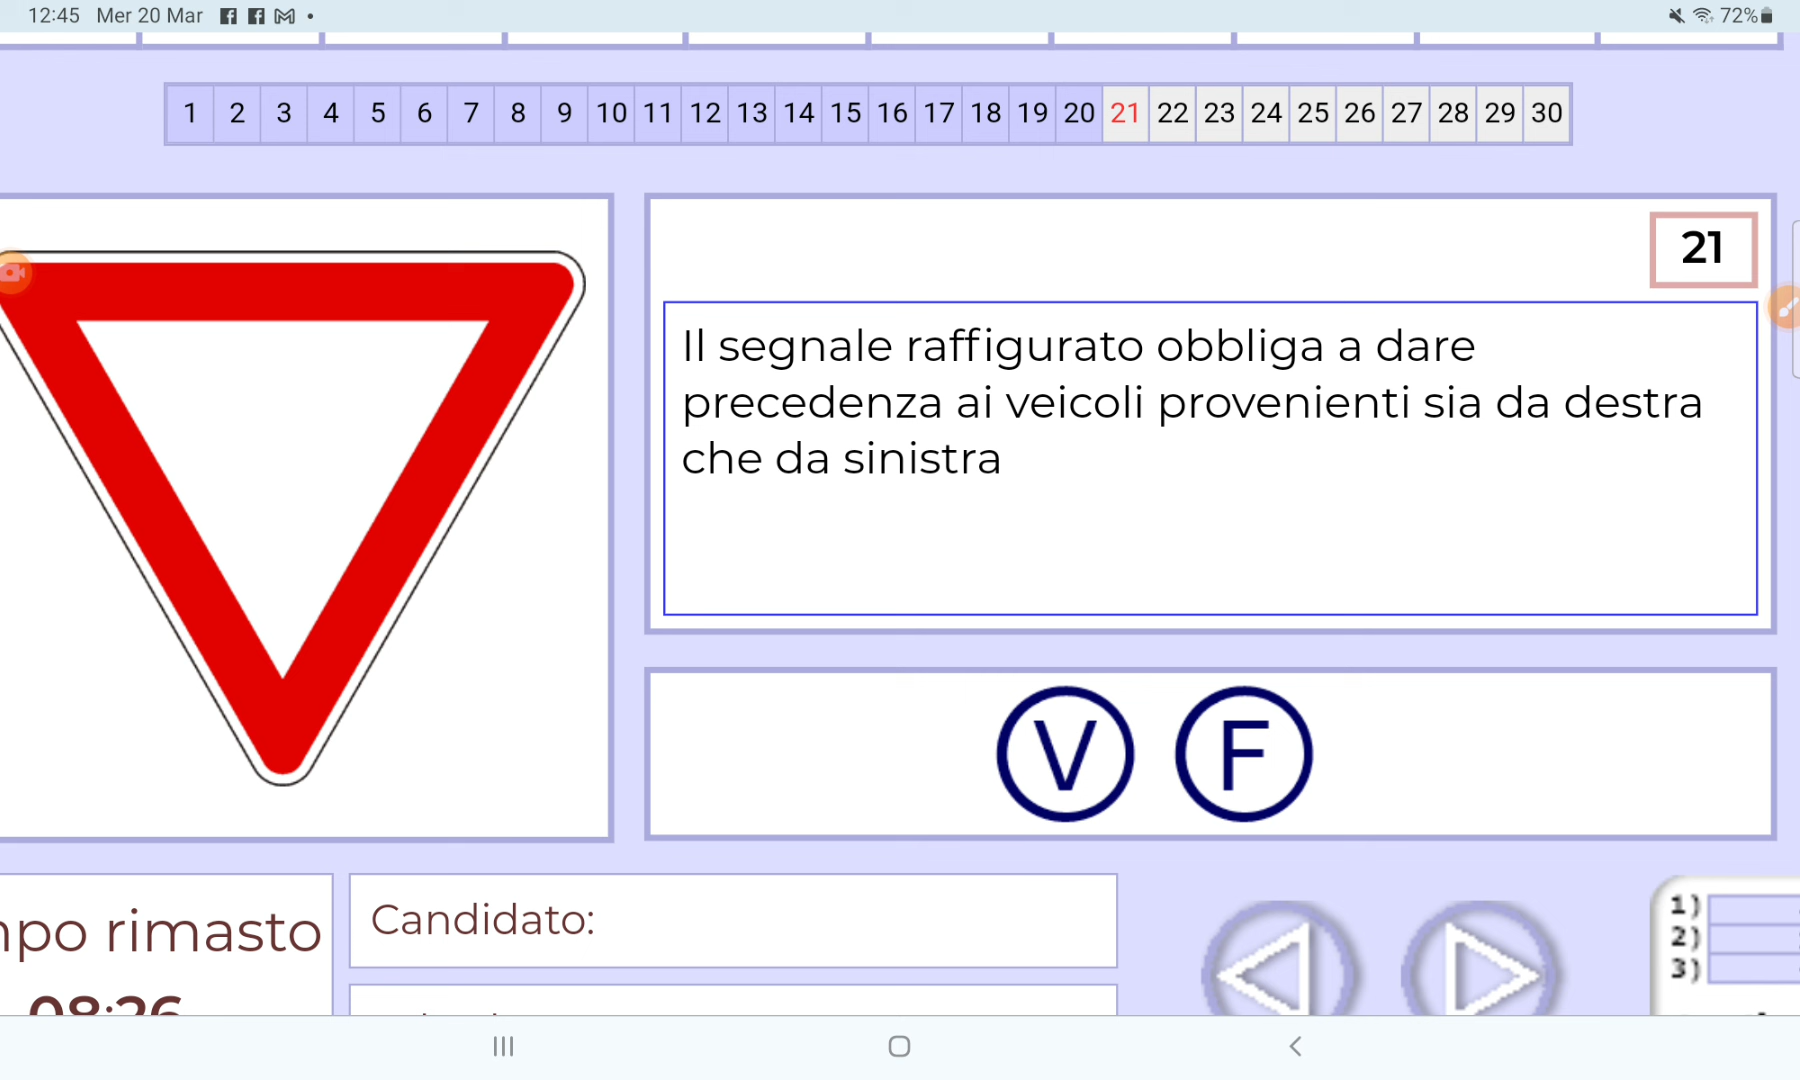 12:45 Mer 20 Mar
72%
1 2 3 4 5 6 7 8 9 10 11 12 13 14 15 16 17 18 19 20 21 22 23 24 25 26 27 28 29 30
21
Il segnale raffigurato obbliga a dare
precedenza ai veicoli provenienti sia da destra
che da sinistra
V F
rimasto
08:26
Candidato:
1)
2)
3)